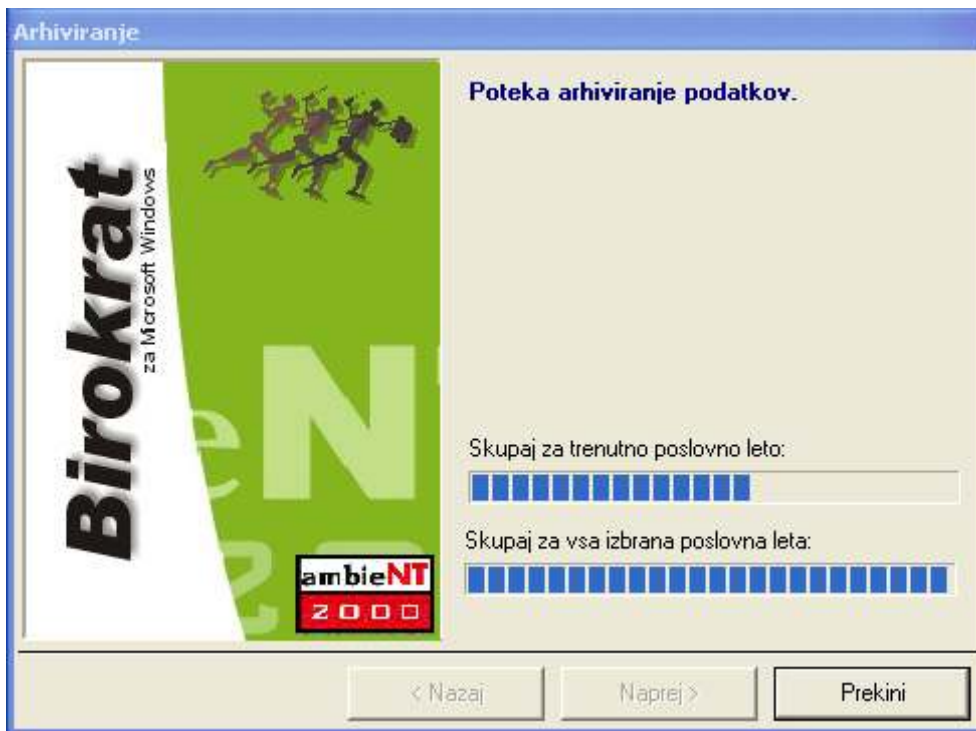 Arhiviranje
Birokrat
za Microsoft Windows
eNT
ambieNT
2000
Poteka arhiviranje podatkov.
Skupaj za trenutno poslovno leto:
Skupaj za vsa izbrana poslovna leta:
< Nazaj
Naprej >
Prekini